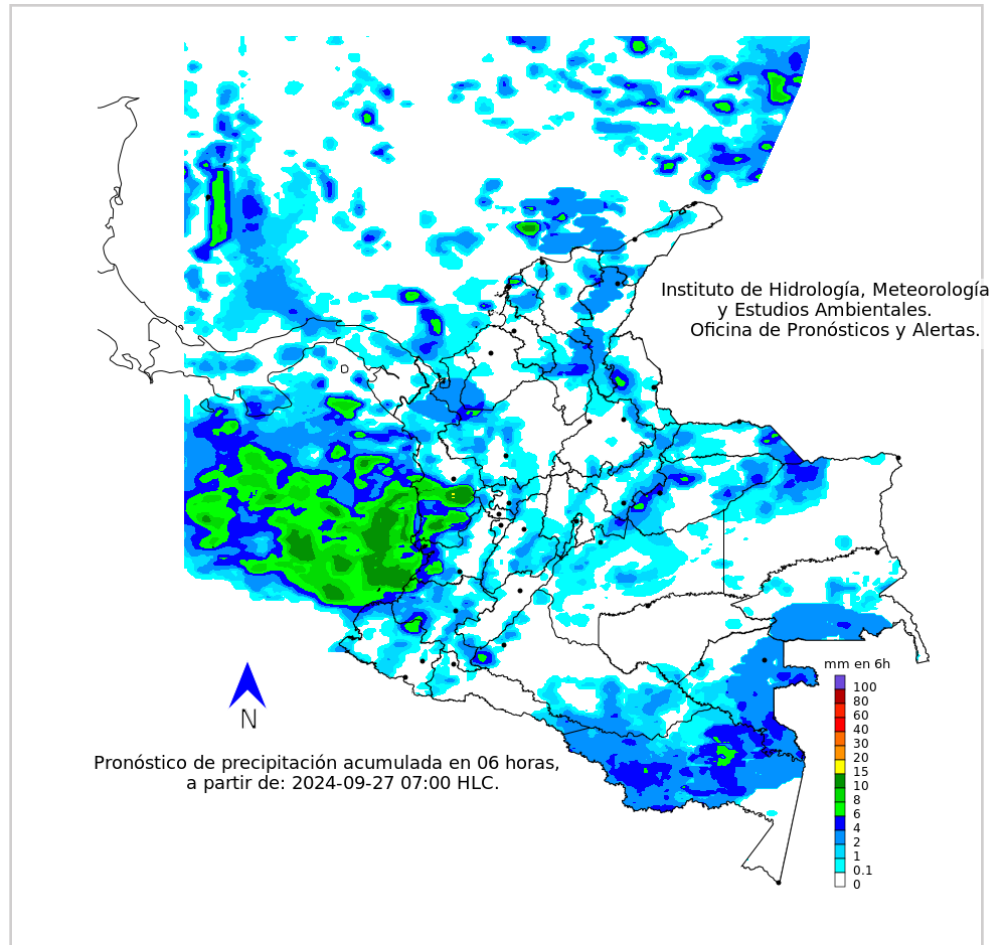 Instituto de Hidrología, Meteorología
y Estudios Ambientales.
Oficina de Pronósticos y Alertas.
mm en 6h
100
80
60
40
30
20
15
10
8
6
4
2
1
0.1
0
N
Pronóstico de precipitación acumulada en 06 horas,
a partir de: 2024-09-27 07:00 HLC.